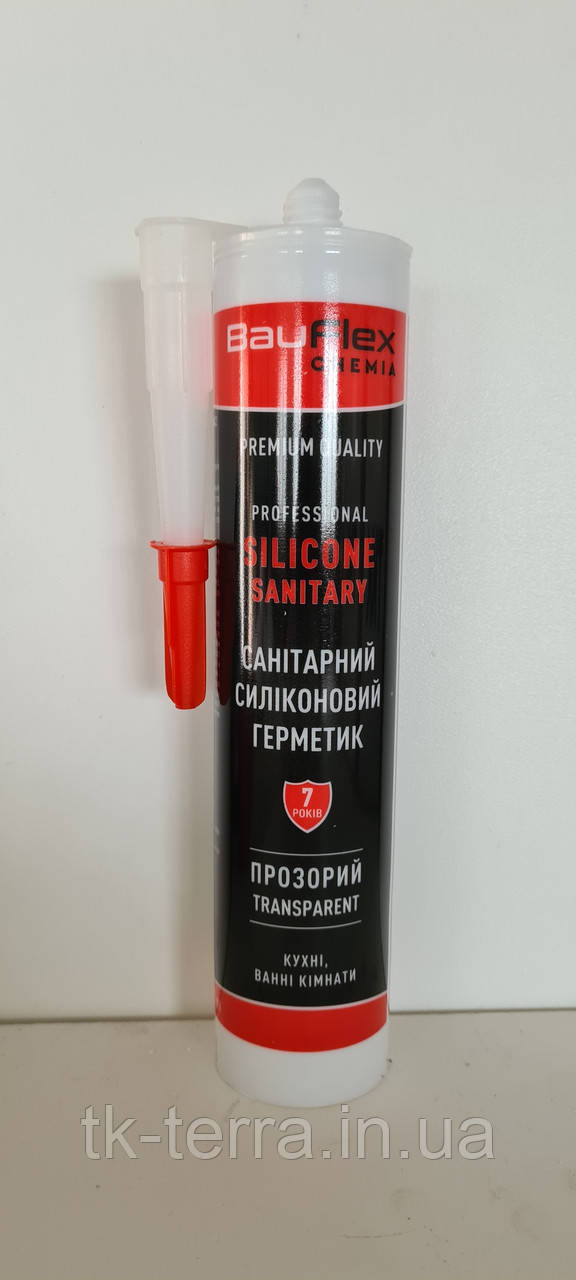 BauFlex
CHEMIA
PREMIUM QUALITY
PROFESSIONAL
SILICONE
SANITARY
САНІТАРНИЙ
СИЛІКОНОВИЙ
ГЕРМЕТИК
7
РОКІВ
ПРОЗОРИЙ
TRANSPARENT
КУХНІ,
ВАННІ КІМНАТИ
tk-terra.in.ua